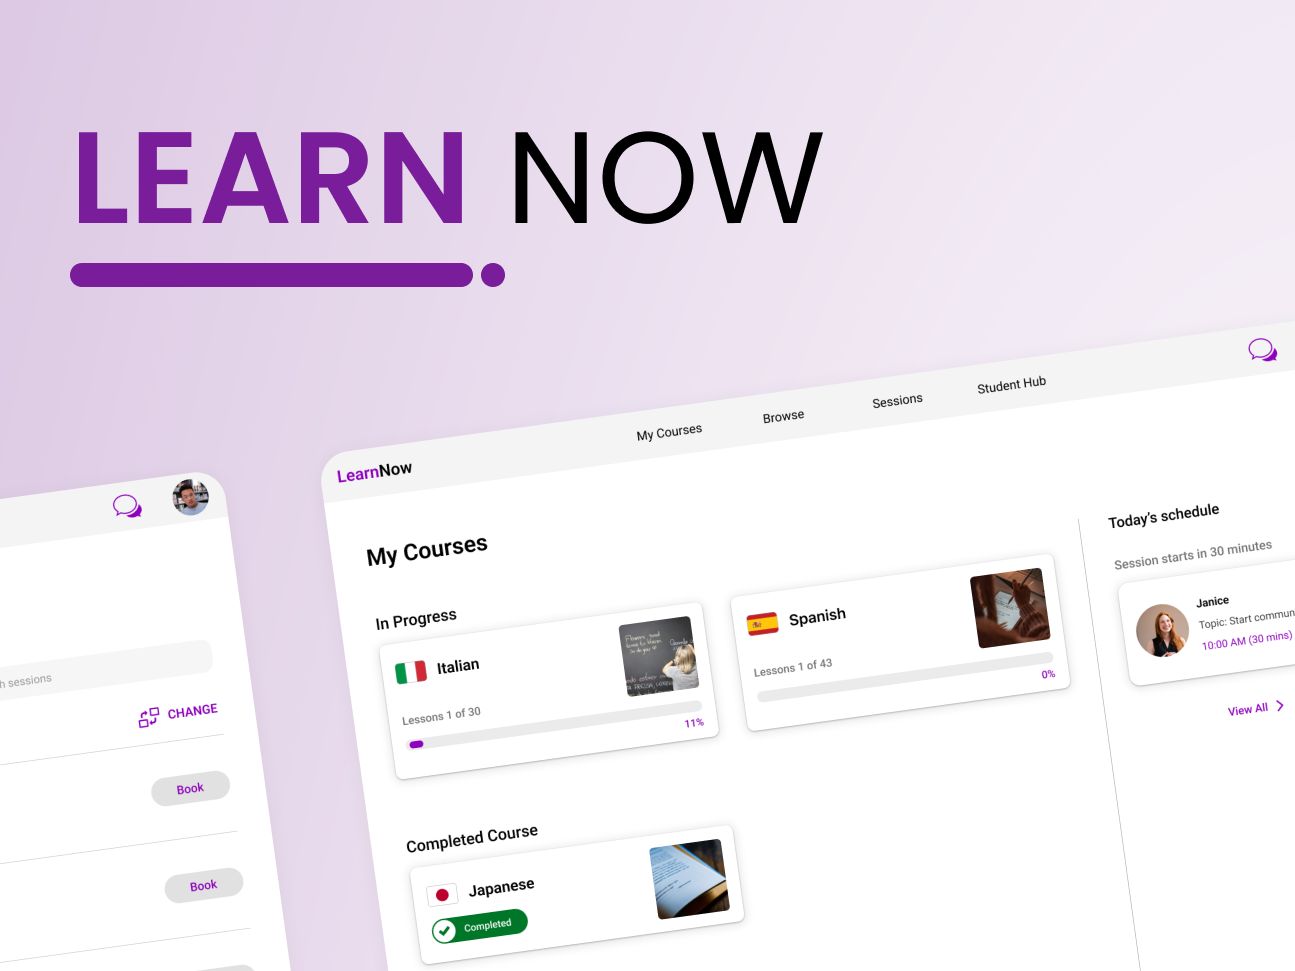 LEARN NOW
LearnNow
My Courses
Browse
Sessions
Student Hub
My Courses
In Progress
Italian
Lessons 1 of 30
11%
Spanish
Lessons 1 of 43
0%
Completed Course
Japanese
Completed
Today's schedule
Session starts in 30 minutes
Janice
Topic: Start commun
10:00 AM (30 mins)
View All
h sessions
CHANGE
Book
Book